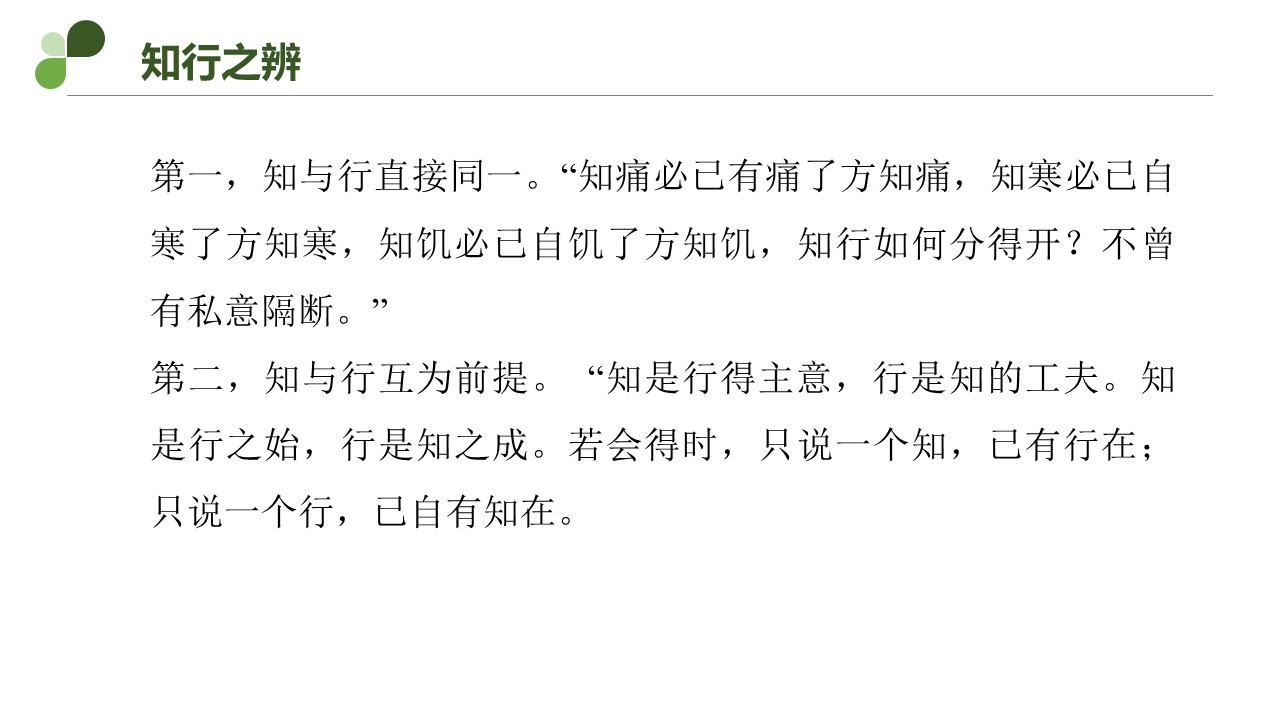 知行之辨
第一，知与行直接同一。“知痛必已有痛了方知痛，知寒必已自
寒了方知寒，知饥必已自饥了方知饥，知行如何分得开？不曾
有私意隔断。”
第二，知与行互为前提。 “知是行得主意，行是知的工夫。知
是行之始，行是知之成。若会得时，只说一个知，已有行在；
只说一个行，已自有知在。